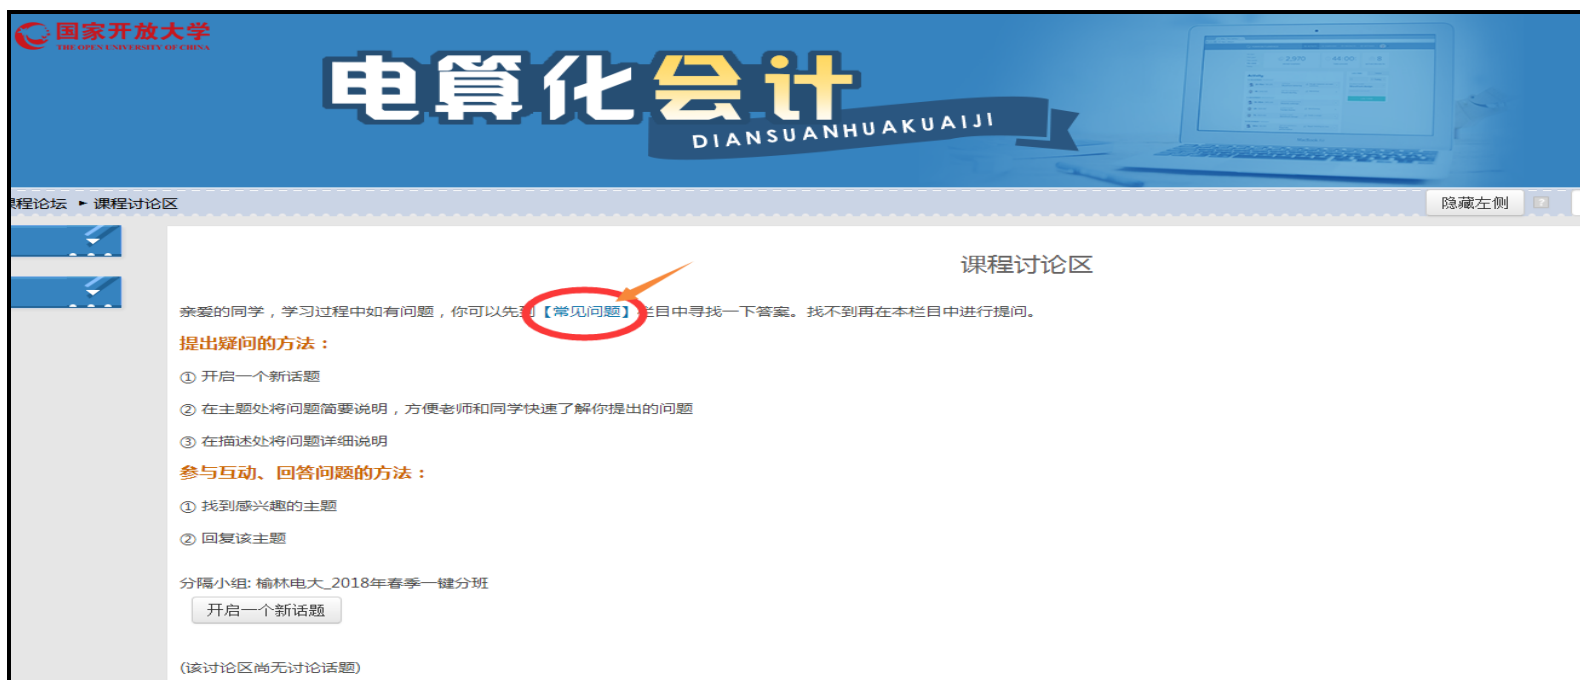 国家开放大学
THE OPEN UNIVERSITY OF CHINA
电算化会计
DIANSUANHUAKUAIJI
程论坛 ► 课程讨论区
隐藏左侧
课程讨论区
亲爱的同学，学习过程中如有问题，你可以先到【常见问题】栏目中寻找一下答案。找不到再在本栏目中进行提问。
提出疑问的方法：
① 开启一个新话题
② 在主题处将问题简要说明，方便老师和同学快速了解你提出的问题
③ 在描述处将问题详细说明
参与互动、回答问题的方法：
① 找到感兴趣的主题
② 回复该主题
分隔小组: 榆林电大_2018年春季一键分班
开启一个新话题
(该讨论区尚无讨论话题)